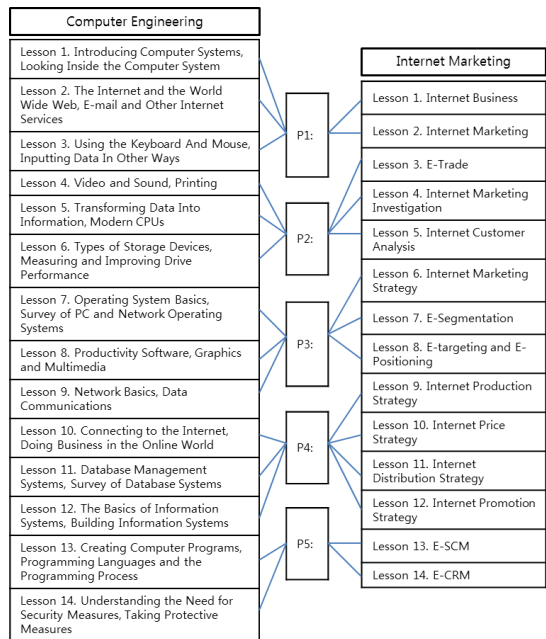 Computer Engineering
Lesson 1. Introducing Computer Systems,
Looking Inside the Computer System
Lesson 2. The Internet and the World
Wide Web, E-mail and Other Internet
Services
Lesson 3. Using the Keyboard And Mouse,
Inputting Data In Other Ways
Lesson 4. Video and Sound, Printing
Lesson 5. Transforming Data Into
Information, Modern CPUs
Lesson 6. Types of Storage Devices,
Measuring and Improving Drive
Performance
Lesson 7. Operating System Basics,
Survey of PC and Network Operating
Systems
Lesson 8. Productivity Software, Graphics
and Multimedia
Lesson 9. Network Basics, Data
Communications
Lesson 10. Connecting to the Internet,
Doing Business in the Online World
Lesson 11. Database Management
Systems, Survey of Database Systems
Lesson 12. The Basics of Information
Systems, Building Information Systems
Lesson 13. Creating Computer Programs,
Programming Languages and the
Programming Process
Lesson 14. Understanding the Need for
Security Measures, Taking Protective
Measures
P1:
P2:
P3:
P4:
P5:
Internet Marketing
Lesson 1. Internet Business
Lesson 2. Internet Marketing
Lesson 3. E-Trade
Lesson 4. Internet Marketing
Investigation
Lesson 5. Internet Customer
Analysis
Lesson 6. Internet Marketing
Strategy
Lesson 7. E-Segmentation
Lesson 8. E-targeting and E-
Positioning
Lesson 9. Internet Production
Strategy
Lesson 10. Internet Price
Strategy
Lesson 11. Internet
Distribution Strategy
Lesson 12. Internet Promotion
Strategy
Lesson 13. E-SCM
Lesson 14. E-CRM